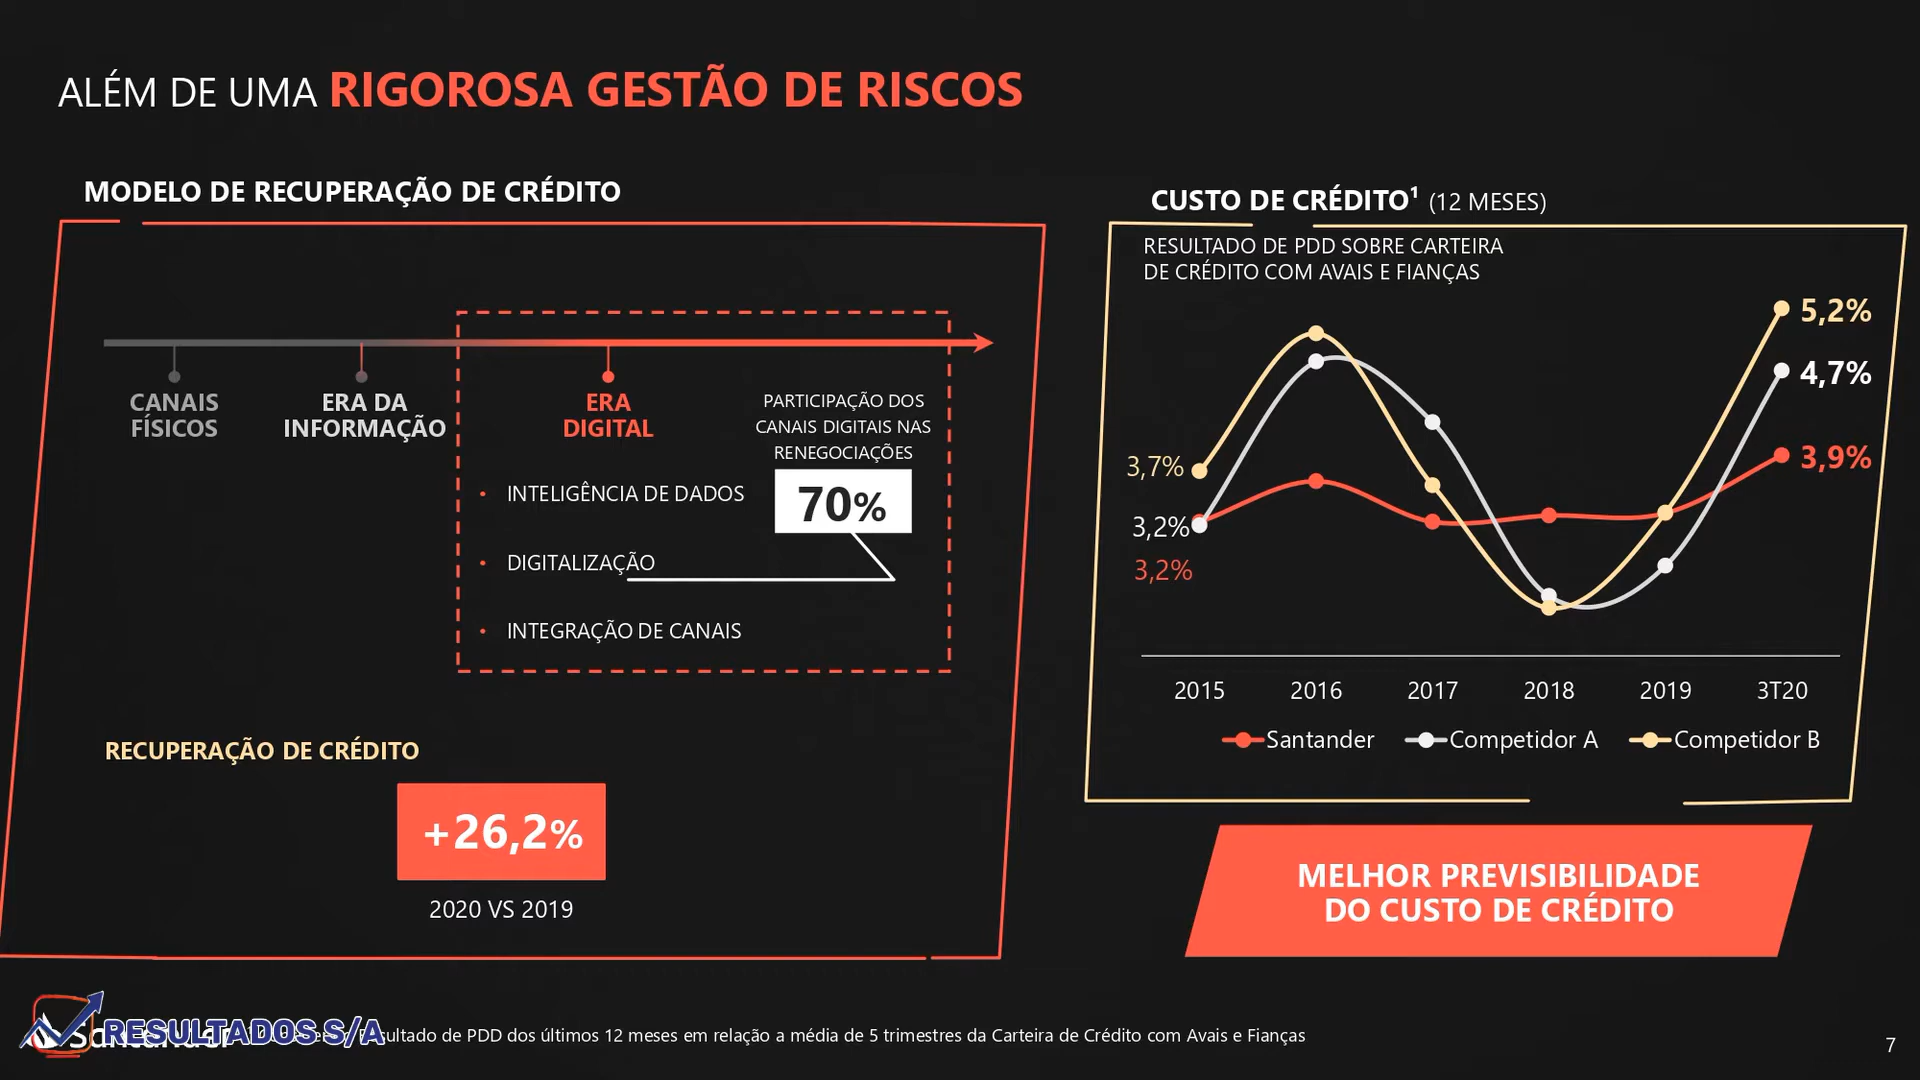 ALÉM DE UMA RIGOROSA GESTÃO DE RISCOS
MODELO DE RECUPERAÇÃO DE CRÉDITO
CANAIS
FÍSICOS
ERA DA
INFORMAÇÃO
ERA
DIGITAL
PARTICIPAÇÃO DOS
CANAIS DIGITAIS NAS
RENEGOCIAÇÕES
70%
• INTELIGÊNCIA DE DADOS
• DIGITALIZAÇÃO
• INTEGRAÇÃO DE CANAIS
RECUPERAÇÃO DE CRÉDITO
+26,2%
2020 VS 2019
CUSTO DE CRÉDITO¹ (12 MESES)
RESULTADO DE PDD SOBRE CARTEIRA
DE CRÉDITO COM AVAIS E FIANÇAS
5,2%
4,7%
3,9%
3,7%
3,2%
3,2%
2015 2016 2017 2018 2019 3T20
Santander Competidor A Competidor B
MELHOR PREVISIBILIDADE
DO CUSTO DE CRÉDITO
Santander
RESULTADOS S/A
de PDD dos últimos 12 meses em relação a média de 5 trimestres da Carteira de Crédito com Avais e Fianças
7